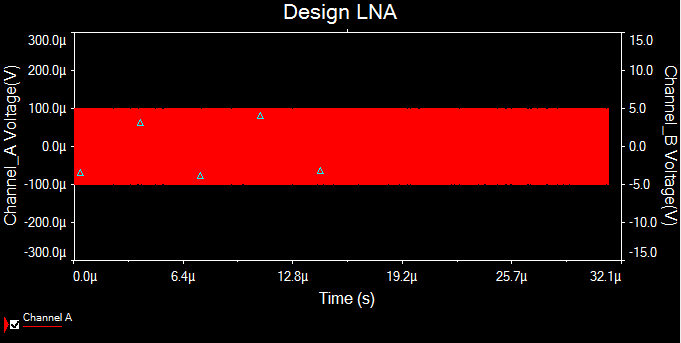 Design LNA
Channel_A Voltage(V)
300.0μ
200.0μ
100.0μ
0.0μ
-100.0μ
-200.0μ
-300.0μ
15.0
10.0
5.0
0.0
-5.0
-10.0
-15.0
Channel_B Voltage(V)
0.0μ 6.4μ 12.8μ 19.2μ 25.7μ 32.1μ
Time (s)
Channel A